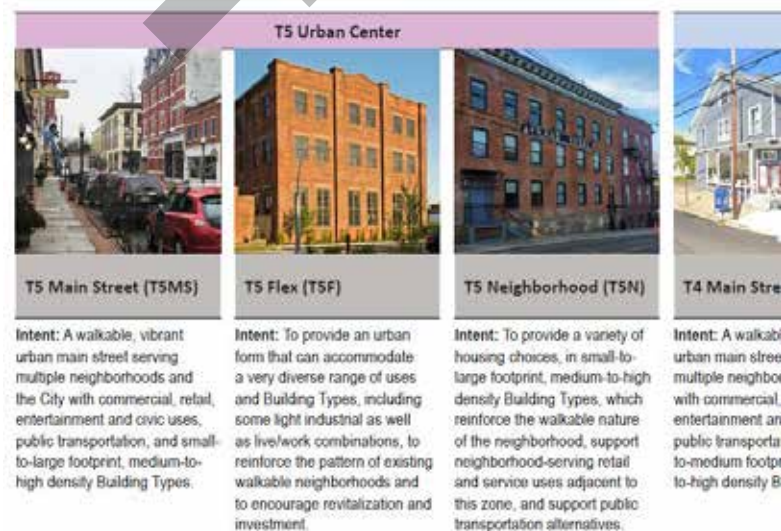 T5 Urban Center
T5 Main Street (T5MS)
Intent: A walkable, vibrant
urban main street serving
multiple neighborhoods and
the City with commercial, retail,
entertainment and civic uses,
public transportation, and small-
to-large footprint, medium-to-
high density Building Types.
T5 Flex (T5F)
Intent: To provide an urban
form that can accommodate
a very diverse range of uses
and Building Types, including
some light industrial as well
as live/work combinations, to
reinforce the pattern of existing
walkable neighborhoods and
to encourage revitalization and
investment.
T5 Neighborhood (T5N)
Intent: To provide a variety of
housing choices, in small-to-
large footprint, medium-to-high
density Building Types, which
reinforce the walkable nature
of the neighborhood, support
neighborhood-serving retail
and service uses adjacent to
this zone, and support public
transportation alternatives.
T4 Main Stre
Intent: A walkabl
urban main street
multiple neighbor
with commercial,
entertainment an
public transporta
to-medium footpr
to-high density B